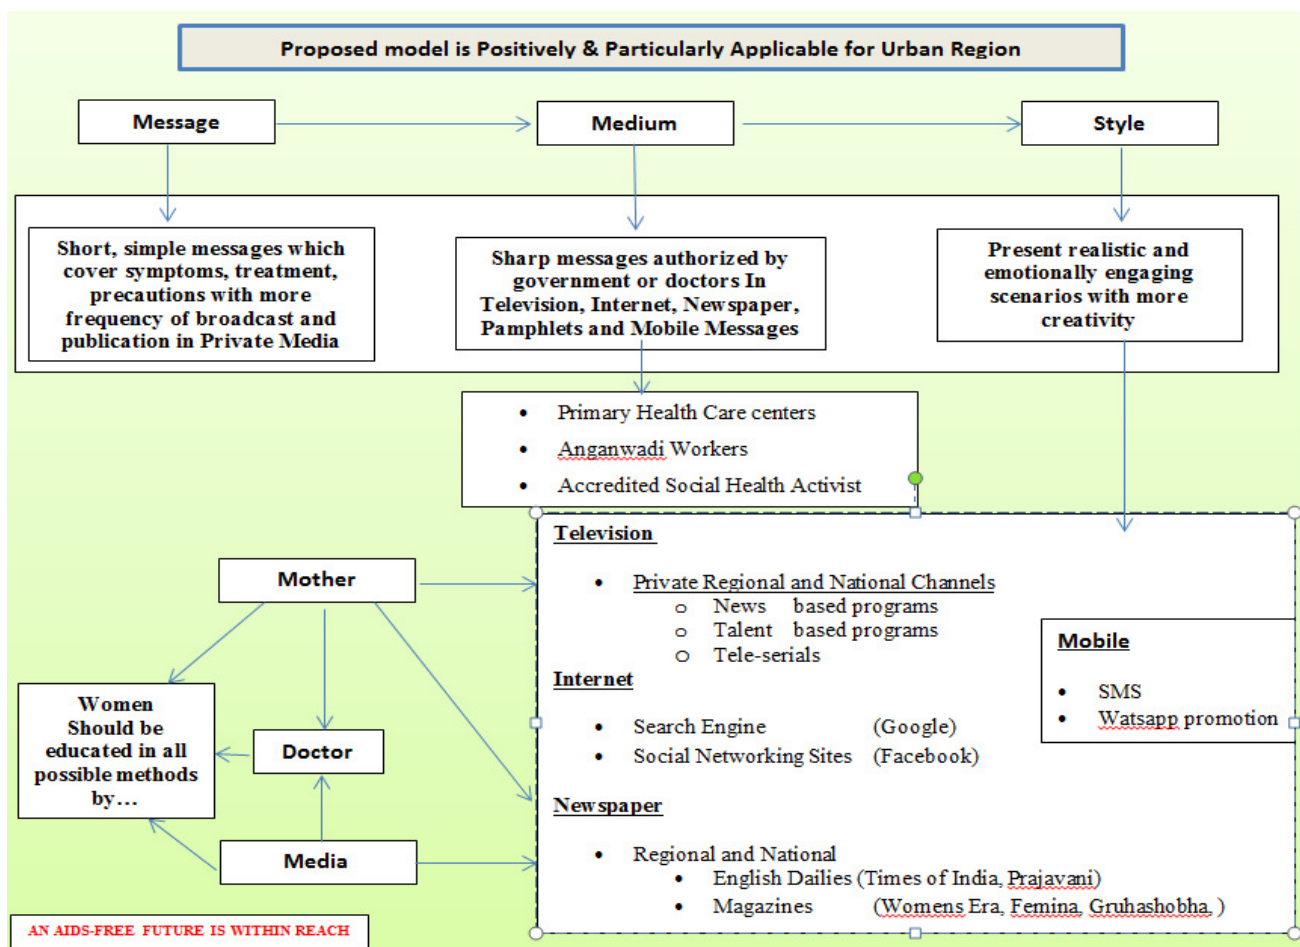 Proposed model is Positively & Particularly Applicable for Urban Region
Message
Medium
Style
Short, simple messages which
cover symptoms, treatment,
precautions with more
frequency of broadcast and
publication in Private Media
Sharp messages authorized by
government or doctors In
Television, Internet, Newspaper,
Pamphlets and Mobile Messages
Present realistic and
emotionally engaging
scenarios with more
creativity
• Primary Health Care centers
• Anganwadi Workers
• Accredited Social Health Activist
Mother
Women
Should be
educated in all
possible methods
by…
Doctor
Media
Television
• Private Regional and National Channels
o News based programs
o Talent based programs
o Tele-serials
Internet
• Search Engine (Google)
• Social Networking Sites (Facebook)
Newspaper
• Regional and National
• English Dailies (Times of India, Prajavani)
• Magazines (Womens Era, Femina, Gruhashobha, )
Mobile
• SMS
• Watsapp promotion
AN AIDS-FREE FUTURE IS WITHIN REACH